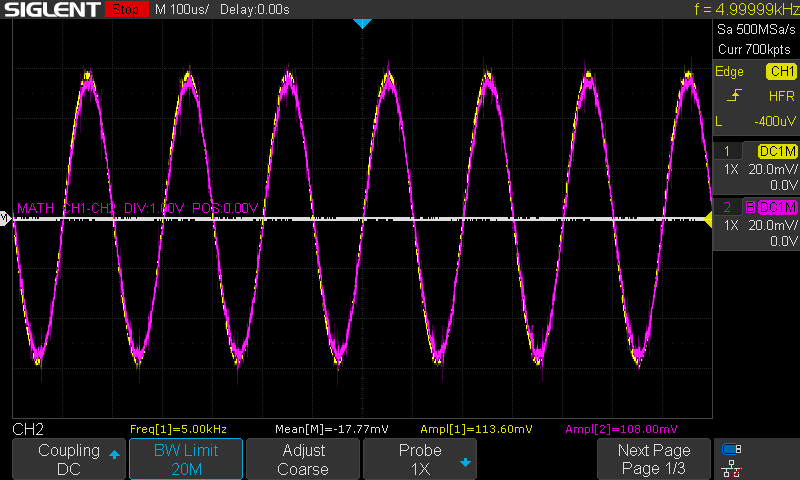 SIGLENT Stop M 100us/ Delay:0.00s f = 4.99999kHz
Sa 500MSa/s
Curr 700kpts
Edge CH1
HFR
L -400uV
1 DC1M
1X 20.0mV/
0.0V
2 B DC1M
1X 20.0mV/
0.0V
MATH CH1-CH2 DIV:1.00V POS:0.00V
M
CH2 Freq[1]=5.00kHz Mean[M]=-17.77mV Ampl[1]=113.60mV Ampl[2]=108.00mV
Coupling BW Limit Adjust Probe Next Page
DC 20M Coarse 1X Page 1/3